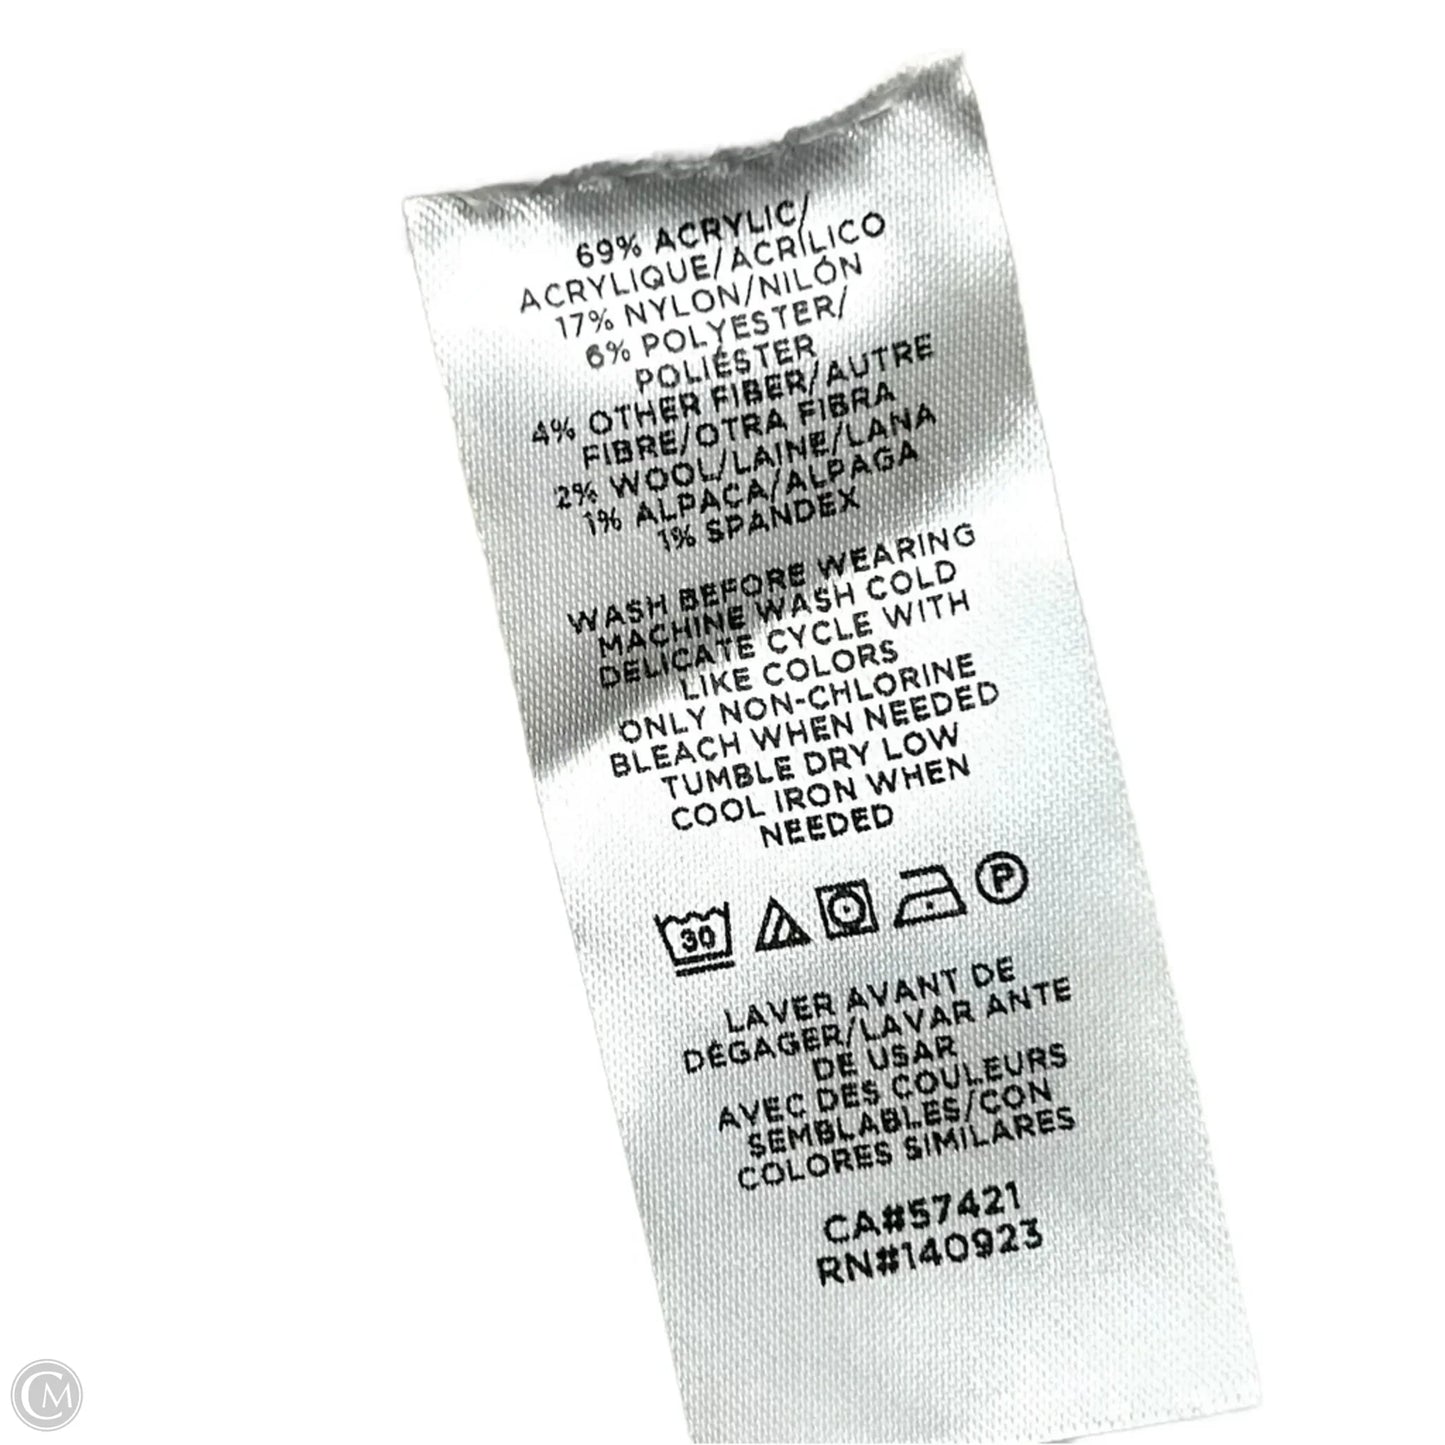 69% ACRYLIC/
ACRYLIQUE/ACRÍLICO
17% NYLON/NILÓN
6% POLYESTER/
POLIÉSTER
4% OTHER FIBER/AUTRE
FIBRE/OTRA FIBRA
2% WOOL/LAINE/LANA
1% ALPACA/ALPAGA
1% SPANDEX
WASH BEFORE WEARING
MACHINE WASH COLD
DELICATE CYCLE WITH
LIKE COLORS
ONLY NON-CHLORINE
BLEACH WHEN NEEDED
TUMBLE DRY LOW
COOL IRON WHEN
NEEDED
30 P
LAVER AVANT DE
DÉGAGER/LAVAR ANTE
DE USAR
AVEC DES COULEURS
SEMBLABLES/CON
COLORES SIMILARES
CA#57421
RN#140923
CM